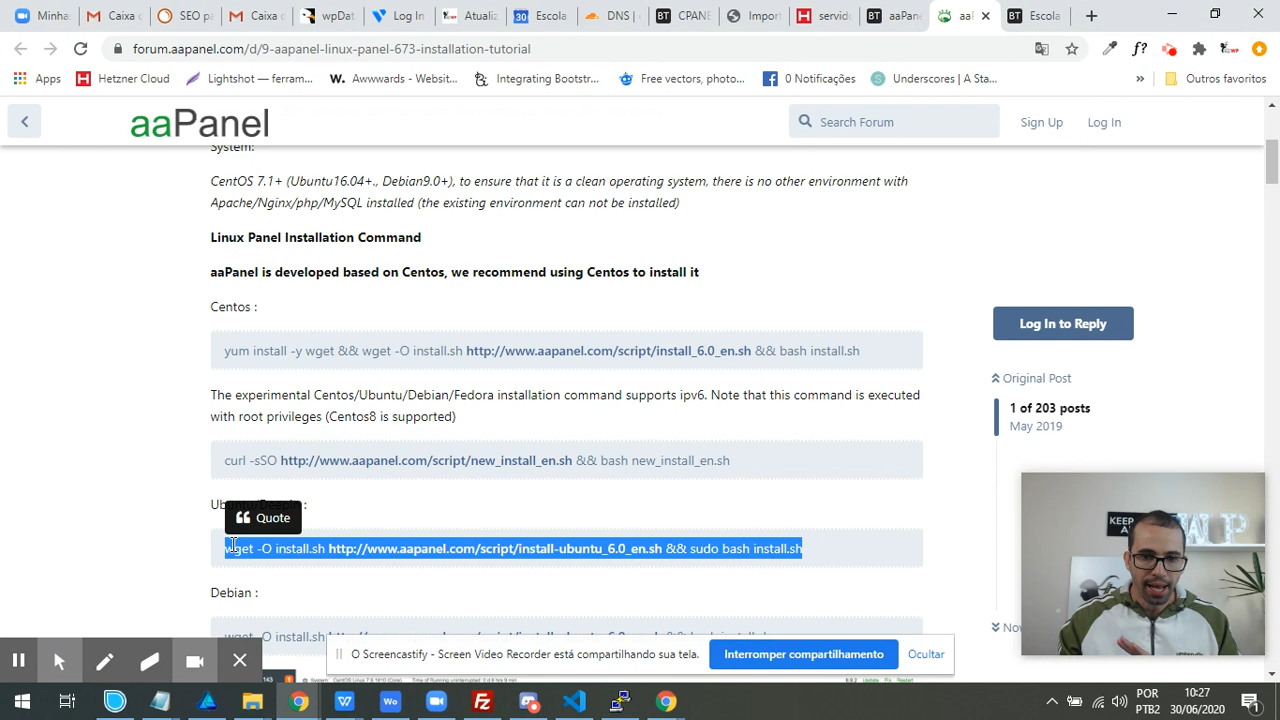 Minha
Caixa d
SEO pa
Caixa d
wpDat
Log In
Atualiz
Escola
DNS |
CPANE
Import
servid
aaPan
aaP
Escola
forum.aapanel.com/d/9-aapanel-linux-panel-673-installation-tutorial
f?
Apps
Hetzner Cloud
Lightshot — ferram...
Awwwards - Websit...
Integrating Bootstr...
Free vectors, photo...
0 Notificações
Underscores | A Sta...
»
Outros favoritos
aaPanel
Search Forum
Sign Up
Log In
System:
CentOS 7.1+ (Ubuntu16.04+., Debian9.0+), to ensure that it is a clean operating system, there is no other environment with
Apache/Nginx/php/MySQL installed (the existing environment can not be installed)
Linux Panel Installation Command
aaPanel is developed based on Centos, we recommend using Centos to install it
Centos :
yum install -y wget && wget -O install.sh http://www.aapanel.com/script/install_6.0_en.sh && bash install.sh
The experimental Centos/Ubuntu/Debian/Fedora installation command supports ipv6. Note that this command is executed
with root privileges (Centos8 is supported)
curl -sSO http://www.aapanel.com/script/new_install_en.sh && bash new_install_en.sh
Ubuntu/Deepin :
Quote
wget -O install.sh http://www.aapanel.com/script/install-ubuntu_6.0_en.sh && sudo bash install.sh
Debian :
wget -O install.sh
Log In to Reply
Original Post
1 of 203 posts
May 2019
Now
KEEP
O Screencastify - Screen Video Recorder está compartilhando sua tela.
Interromper compartilhamento
Ocultar
POR
PTB2
10:27
30/06/2020